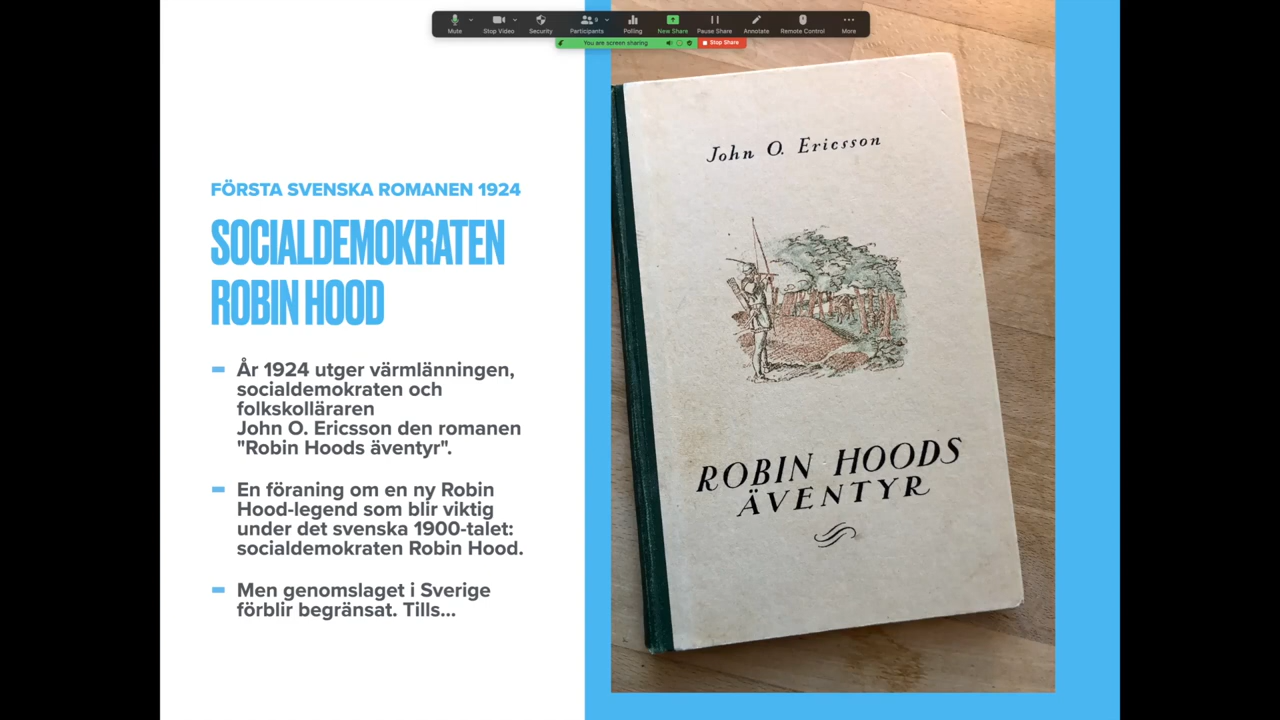 Mute
Stop Video
Security
Participants
9
Polling
New Share
Pause Share
Annotate
Remote Control
More
You are screen sharing
Stop Share
FÖRSTA SVENSKA ROMANEN 1924
SOCIALDEMOKRATEN
ROBIN HOOD
År 1924 utger värmlänningen,
socialdemokraten och
folkskolläraren
John O. Ericsson den romanen
"Robin Hoods äventyr".
En föraning om en ny Robin
Hood-legend som blir viktig
under det svenska 1900-talet:
socialdemokraten Robin Hood.
Men genomslaget i Sverige
förblir begränsat. Tills...
John O. Ericsson
ROBIN HOODS
ÄVENTYR